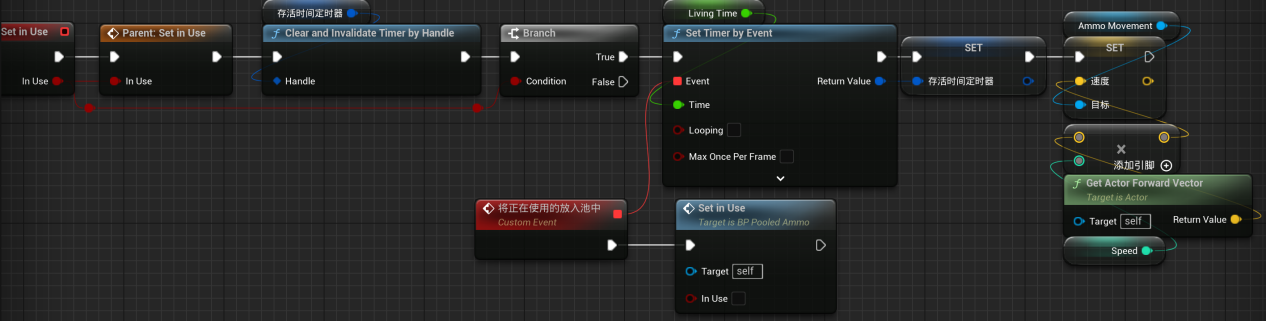 Set in Use
In Use
Parent: Set in Use
In Use
存活时间定时器
Clear and Invalidate Timer by Handle
Handle
Branch
True
Condition
False
Living Time
Set Timer by Event
Event
Return Value
Time
Looping
Max Once Per Frame
SET
存活时间定时器
Ammo Movement
SET
速度
目标
添加引脚
Get Actor Forward Vector
Target is Actor
Target
self
Return Value
Speed
将正在使用的放入池中
Custom Event
Set in Use
Target is BP Pooled Ammo
Target
self
In Use